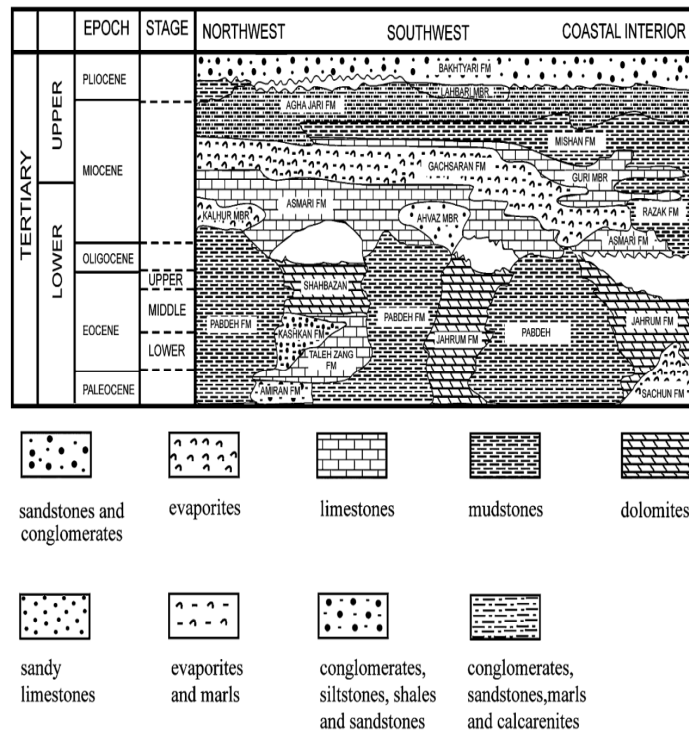 EPOCH STAGE NORTHWEST SOUTHWEST COASTAL INTERIOR
TERTIARY
UPPER
LOWER
PLIOCENE
MIOCENE
OLIGOCENE
EOCENE
PALEOCENE
UPPER
MIDDLE
LOWER
BAKHTYARI FM
LAHBARI MBR
AGHA JARI FM
MISHAN FM
GACHSARAN FM
GURI MBR
ASMARI FM
KALHUR MBR
AHVAZ MBR
RAZAK FM
ASMARI FM
SHAHBAZAN
PABDEH FM
KASHKAN FM
PABDEH FM
JAHRUM FM
PABDEH
JAHRUM FM
TALEH ZANG
FM
AMIRAN FM
SACHUN FM
sandstones and
conglomerates
evaporites
limestones
mudstones
dolomites
sandy
limestones
evaporites
and marls
conglomerates,
siltstones, shales
and sandstones
conglomerates,
sandstones,marls
and calcarenites